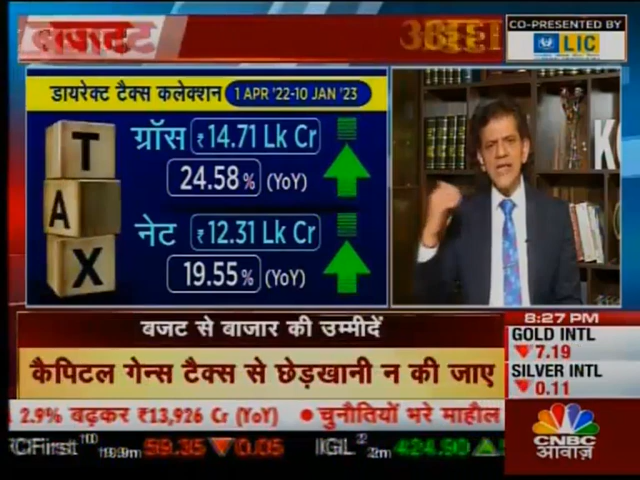 बजट
CO-PRESENTED BY
LIC
डायरेक्ट टैक्स कलेक्शन 1 APR '22-10 JAN '23
TAX
ग्रॉस ₹14.71 Lk Cr
24.58% (YoY)
नेट ₹12.31 Lk Cr
19.55% (YoY)
K
बजट से बाजार की उम्मीदें
कैपिटल गेन्स टैक्स से छेड़खानी न की जाए
8:27 PM
GOLD INTL
▼7.19
SILVER INTL
▼0.11
2.9% बढ़कर ₹13,926 Cr (YoY) •चुनौतियों भरे माहौल
CFirst 59.35 ▼0.05 IGL 424.90 ▲
CNBC
आवाज़